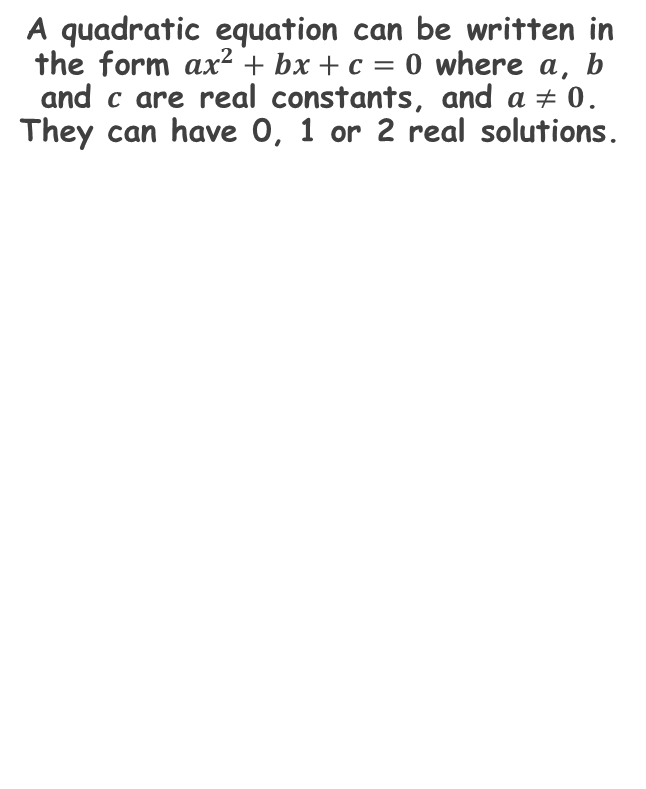 A quadratic equation can be written in
the form ax² + bx + c = 0 where a, b
and c are real constants, and a ≠ 0.
They can have 0, 1 or 2 real solutions.